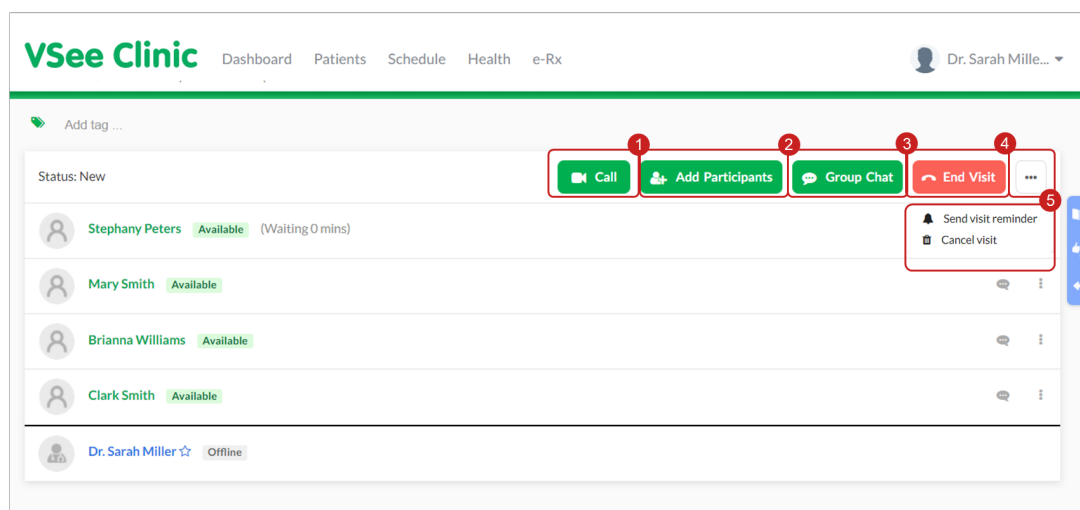 VSee Clinic Dashboard Patients Schedule Health e-Rx Dr. Sarah Mille...
Add tag ...
1 2 3 4
Status: New Call Add Participants Group Chat End Visit ...
5
Send visit reminder
Stephany Peters Available (Waiting 0 mins)
Cancel visit
Mary Smith Available
Brianna Williams Available
Clark Smith Available
Dr. Sarah Miller Offline